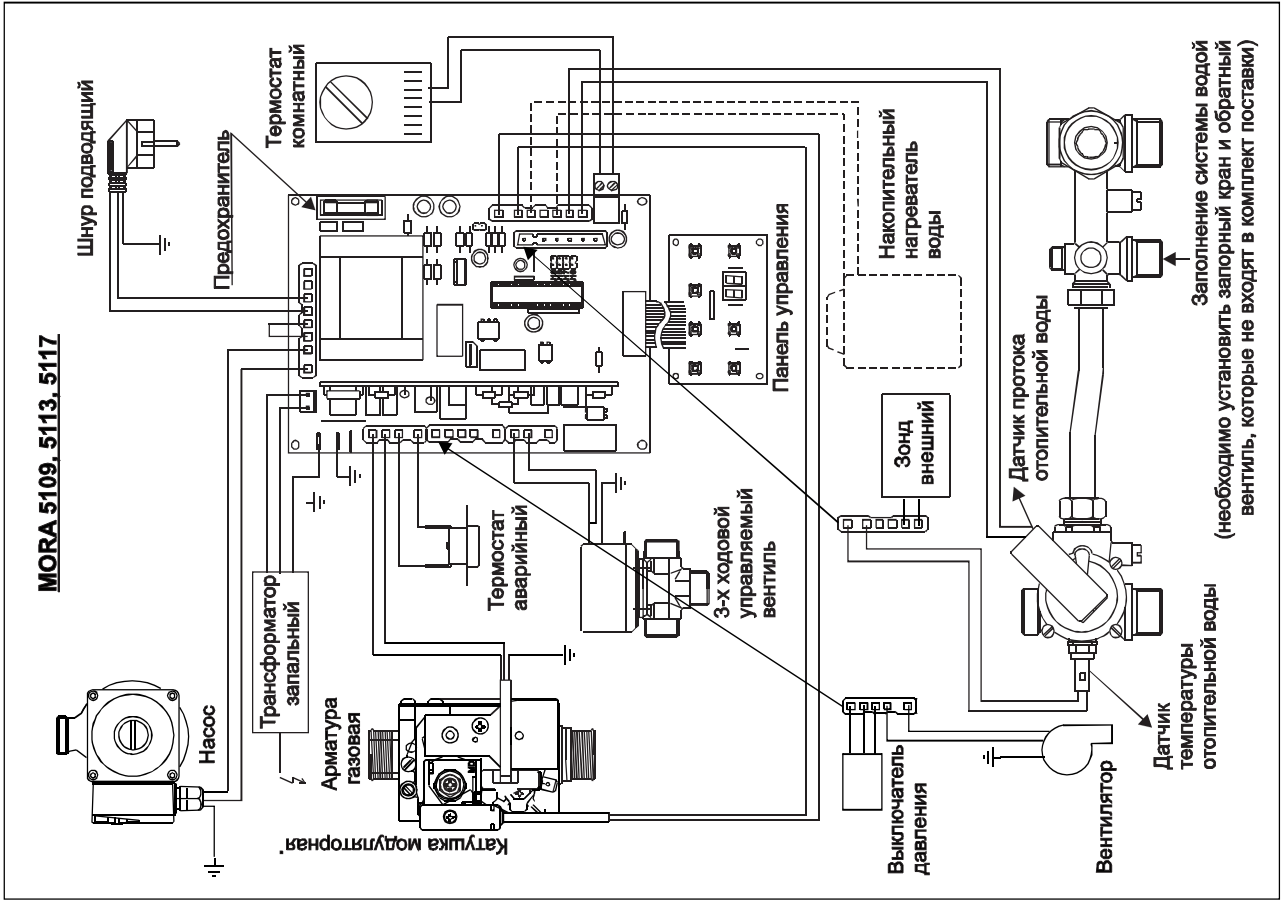 MORA 5109, 5113, 5117
Насос
Трансформатор
запальный
Шнур подводящий
Предохранитель
Термостат
комнатный
Арматура
газовая
Катушка модуляторная
Термостат
аварийный
3-х ходовой
управляемый
вентиль
Панель управления
Накопительный
нагреватель
воды
Выключатель
давления
Зонд
внешний
Вентилятор
Датчик
температуры
отопительной воды
Датчик протока
отопительной воды
Заполнение системы водой
(необходимо установить запорный кран и обратный
вентиль, которые не входят в комплект поставки)